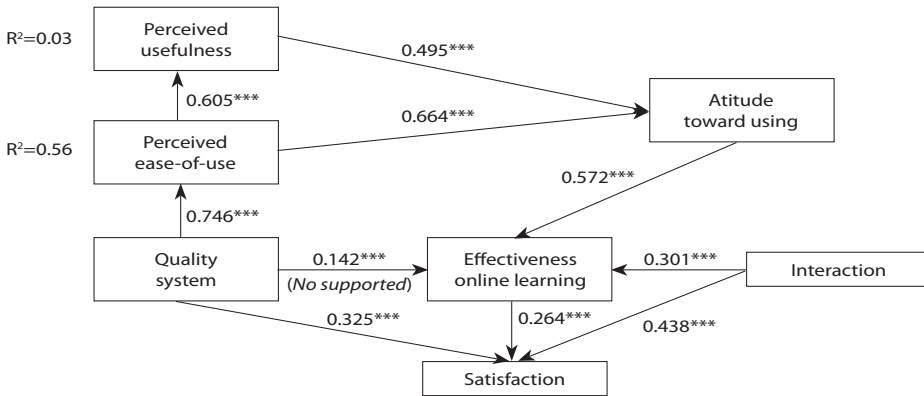 R²=0.03
Perceived
usefulness
0.495***
0.605***
Atitude
toward using
R²=0.56
Perceived
ease-of-use
0.664***
0.572***
0.746***
Quality
system
0.142***
(No supported)
Effectiveness
online learning
0.301***
Interaction
0.325***
0.264***
0.438***
Satisfaction